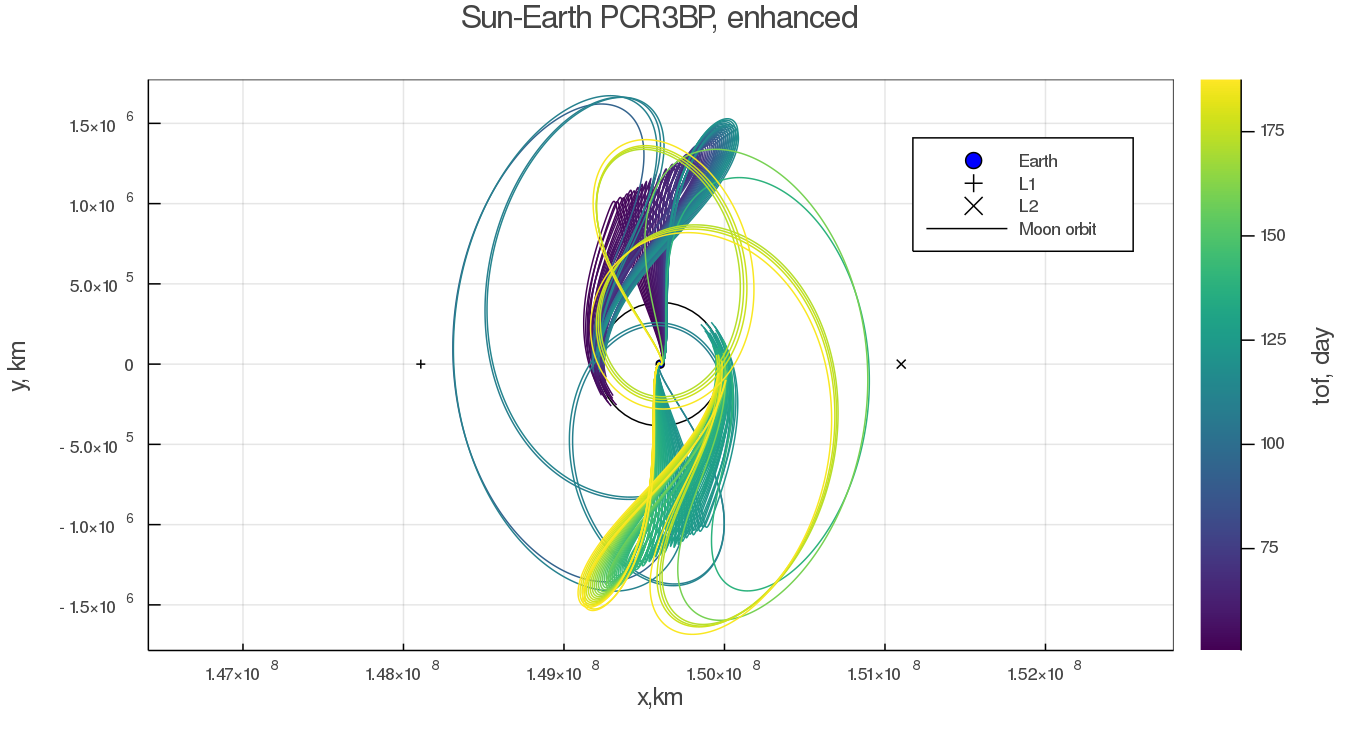 Sun-Earth PCR3BP, enhanced
y, km
1.5×10 6
1.0×10 6
5.0×10 5
0
- 5.0×10 5
- 1.0×10 6
- 1.5×10 6
1.47×10 8
1.48×10 8
1.49×10 8
1.50×10 8
1.51×10 8
1.52×10 8
x,km
Earth
L1
L2
Moon orbit
175
150
125
100
75
tof, day